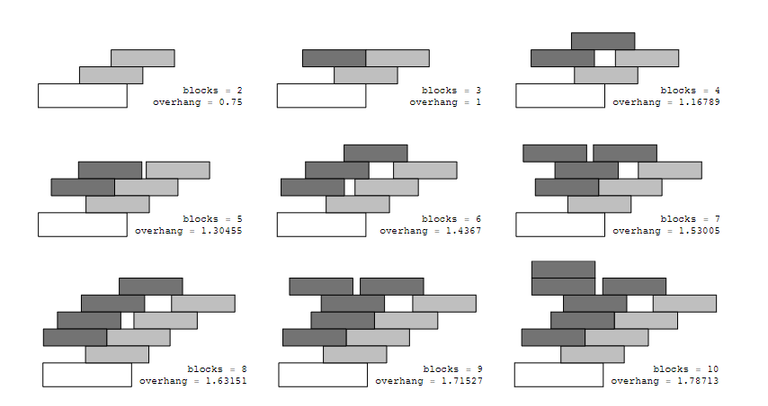 blocks = 2
overhang = 0.75
blocks = 3
overhang = 1
blocks = 4
overhang = 1.16789
blocks = 5
overhang = 1.30455
blocks = 6
overhang = 1.4367
blocks = 7
overhang = 1.53005
blocks = 8
overhang = 1.63151
blocks = 9
overhang = 1.71527
blocks = 10
overhang = 1.78713